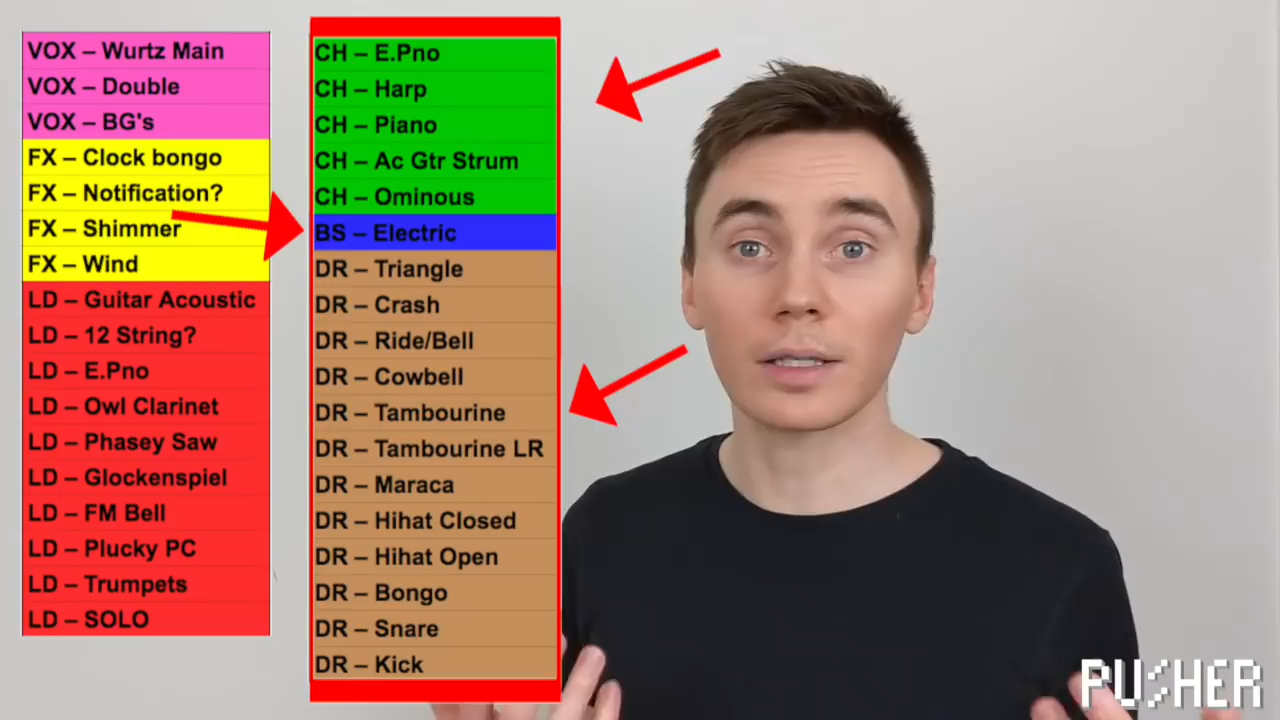 VOX – Wurtz Main
VOX – Double
VOX – BG's
FX – Clock bongo
FX – Notification?
FX – Shimmer
FX – Wind
LD – Guitar Acoustic
LD – 12 String?
LD – E.Pno
LD – Owl Clarinet
LD – Phasey Saw
LD – Glockenspiel
LD – FM Bell
LD – Plucky PC
LD – Trumpets
LD – SOLO
CH – E.Pno
CH – Harp
CH – Piano
CH – Ac Gtr Strum
CH – Ominous
BS – Electric
DR – Triangle
DR – Crash
DR – Ride/Bell
DR – Cowbell
DR – Tambourine
DR – Tambourine LR
DR – Maraca
DR – Hihat Closed
DR – Hihat Open
DR – Bongo
DR – Snare
DR – Kick
PUSHER